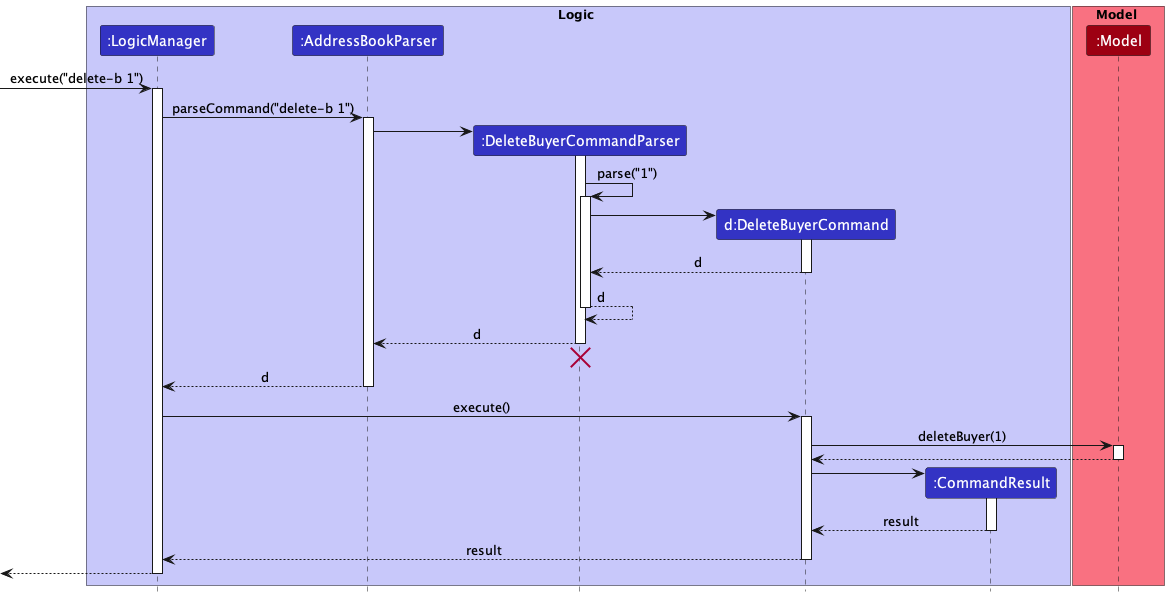 Logic
Model
:LogicManager
:AddressBookParser
:Model
execute("delete-b 1")
parseCommand("delete-b 1")
:DeleteBuyerCommandParser
parse("1")
d:DeleteBuyerCommand
d
d
d
d
execute()
deleteBuyer(1)
:CommandResult
result
result